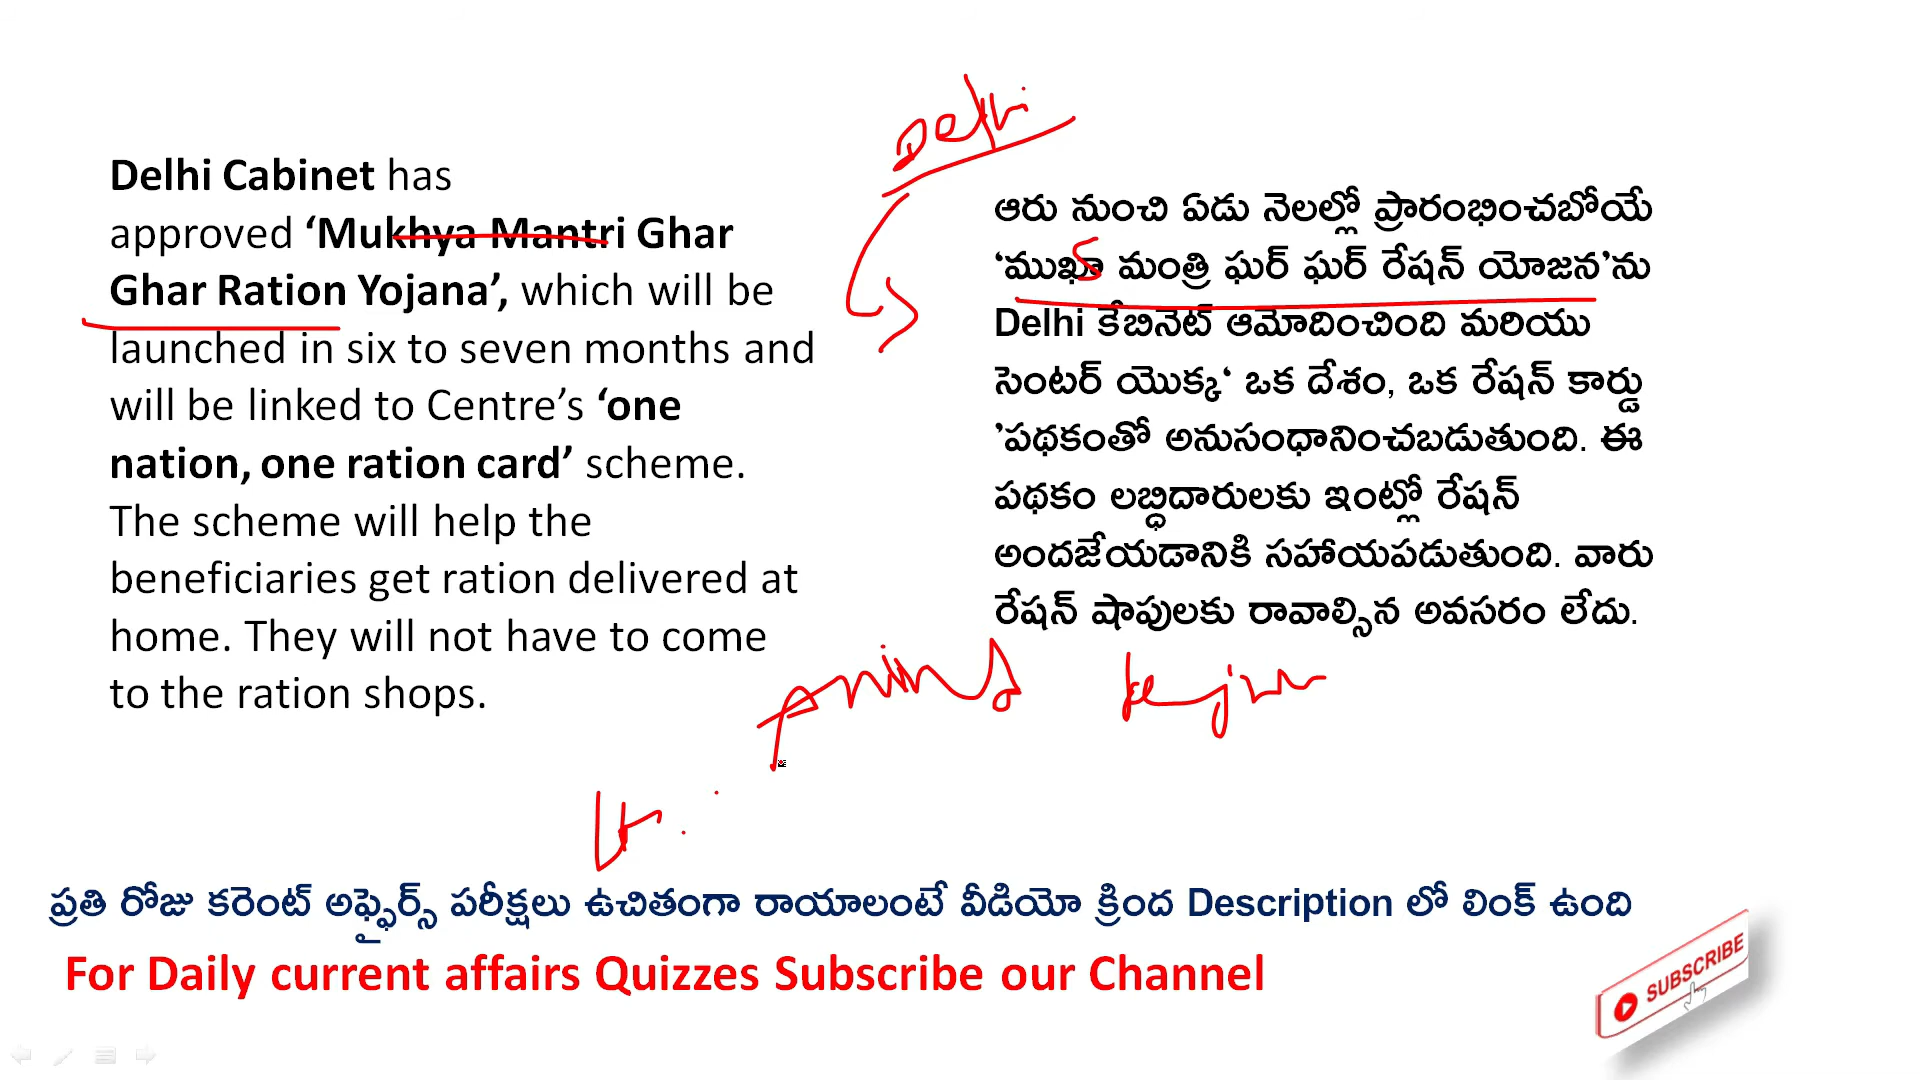 Delhi
Delhi Cabinet has
approved ‘Mukhya Mantri Ghar
Ghar Ration Yojana’, which will be
launched in six to seven months and
will be linked to Centre’s ‘one
nation, one ration card’ scheme.
The scheme will help the
beneficiaries get ration delivered at
home. They will not have to come
to the ration shops.
ఆరు నుంచి ఏడు నెలల్లో ప్రారంభించబోయే
‘ముఖ్యా మంత్రి ఘర్ ఘర్ రేషన్ యోజన’ను
Delhi కేబినెట్ ఆమోదించింది మరియు
సెంటర్ యొక్క‘ ఒక దేశం, ఒక రేషన్ కార్డు
’పథకంతో అనుసంధానించబడుతుంది. ఈ
పథకం లబ్ధిదారులకు ఇంట్లో రేషన్
అందజేయడానికి సహాయపడుతుంది. వారు
రేషన్ షాపులకు రావాల్సిన అవసరం లేదు.
ప్రతి రోజు కరెంట్ అఫ్ఫైర్స్ పరీక్షలు ఉచితంగా రాయాలంటే వీడియో క్రింద Description లో లింక్ ఉంది
For Daily current affairs Quizzes Subscribe our Channel
SUBSCRIBE